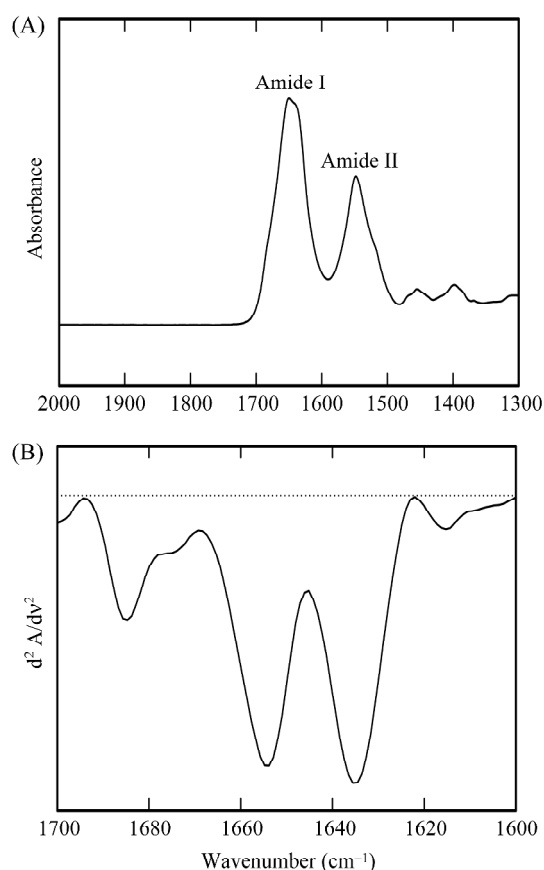 (A)
Amide I
Amide II
Absorbance
2000 1900 1800 1700 1600 1500 1400 1300
(B)
d² A/dν²
1700 1680 1660 1640 1620 1600
Wavenumber (cm⁻¹)